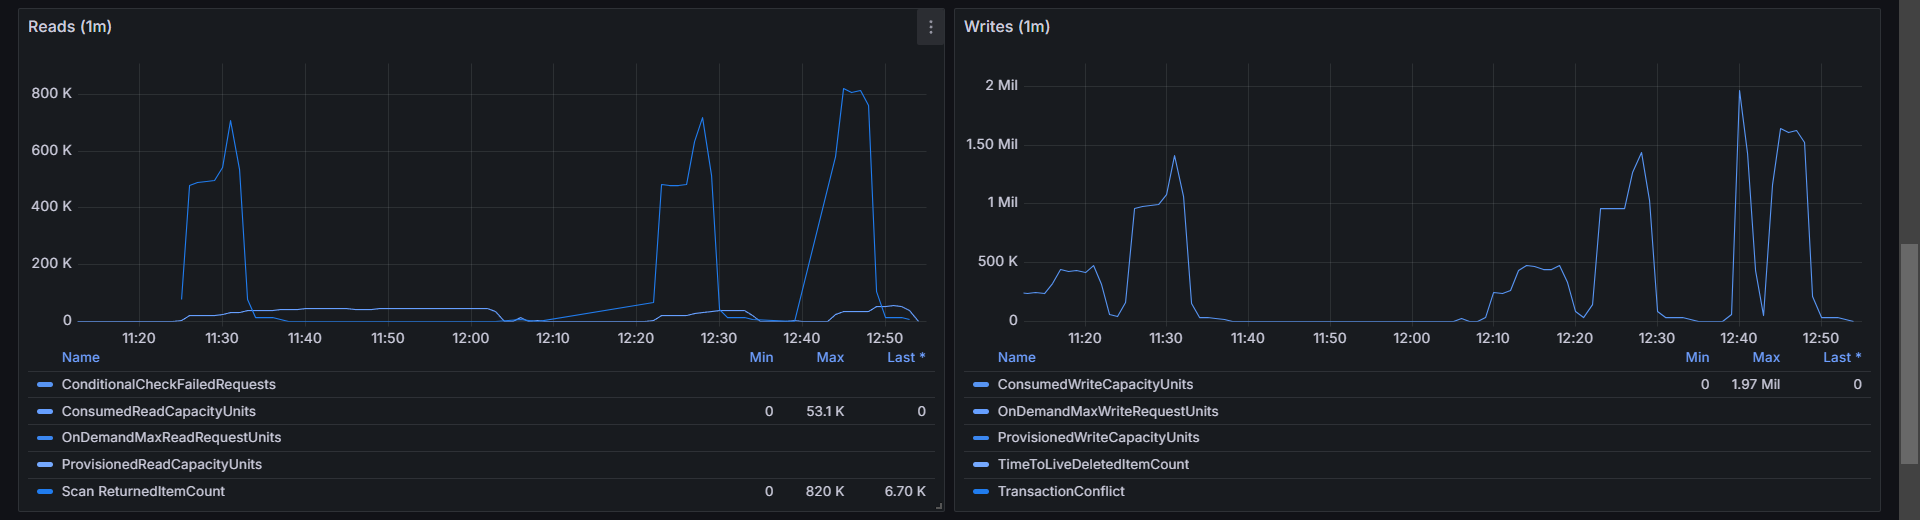 Reads (1m)
800 K
600 K
400 K
200 K
0
11:20 11:30 11:40 11:50 12:00 12:10 12:20 12:30 12:40 12:50
Name Min Max Last *
ConditionalCheckFailedRequests
ConsumedReadCapacityUnits 0 53.1 K 0
OnDemandMaxReadRequestUnits
ProvisionedReadCapacityUnits
Scan ReturnedItemCount 0 820 K 6.70 K
Writes (1m)
2 Mil
1.50 Mil
1 Mil
500 K
0
11:20 11:30 11:40 11:50 12:00 12:10 12:20 12:30 12:40 12:50
Name Min Max Last *
ConsumedWriteCapacityUnits 0 1.97 Mil 0
OnDemandMaxWriteRequestUnits
ProvisionedWriteCapacityUnits
TimeToLiveDeletedItemCount
TransactionConflict